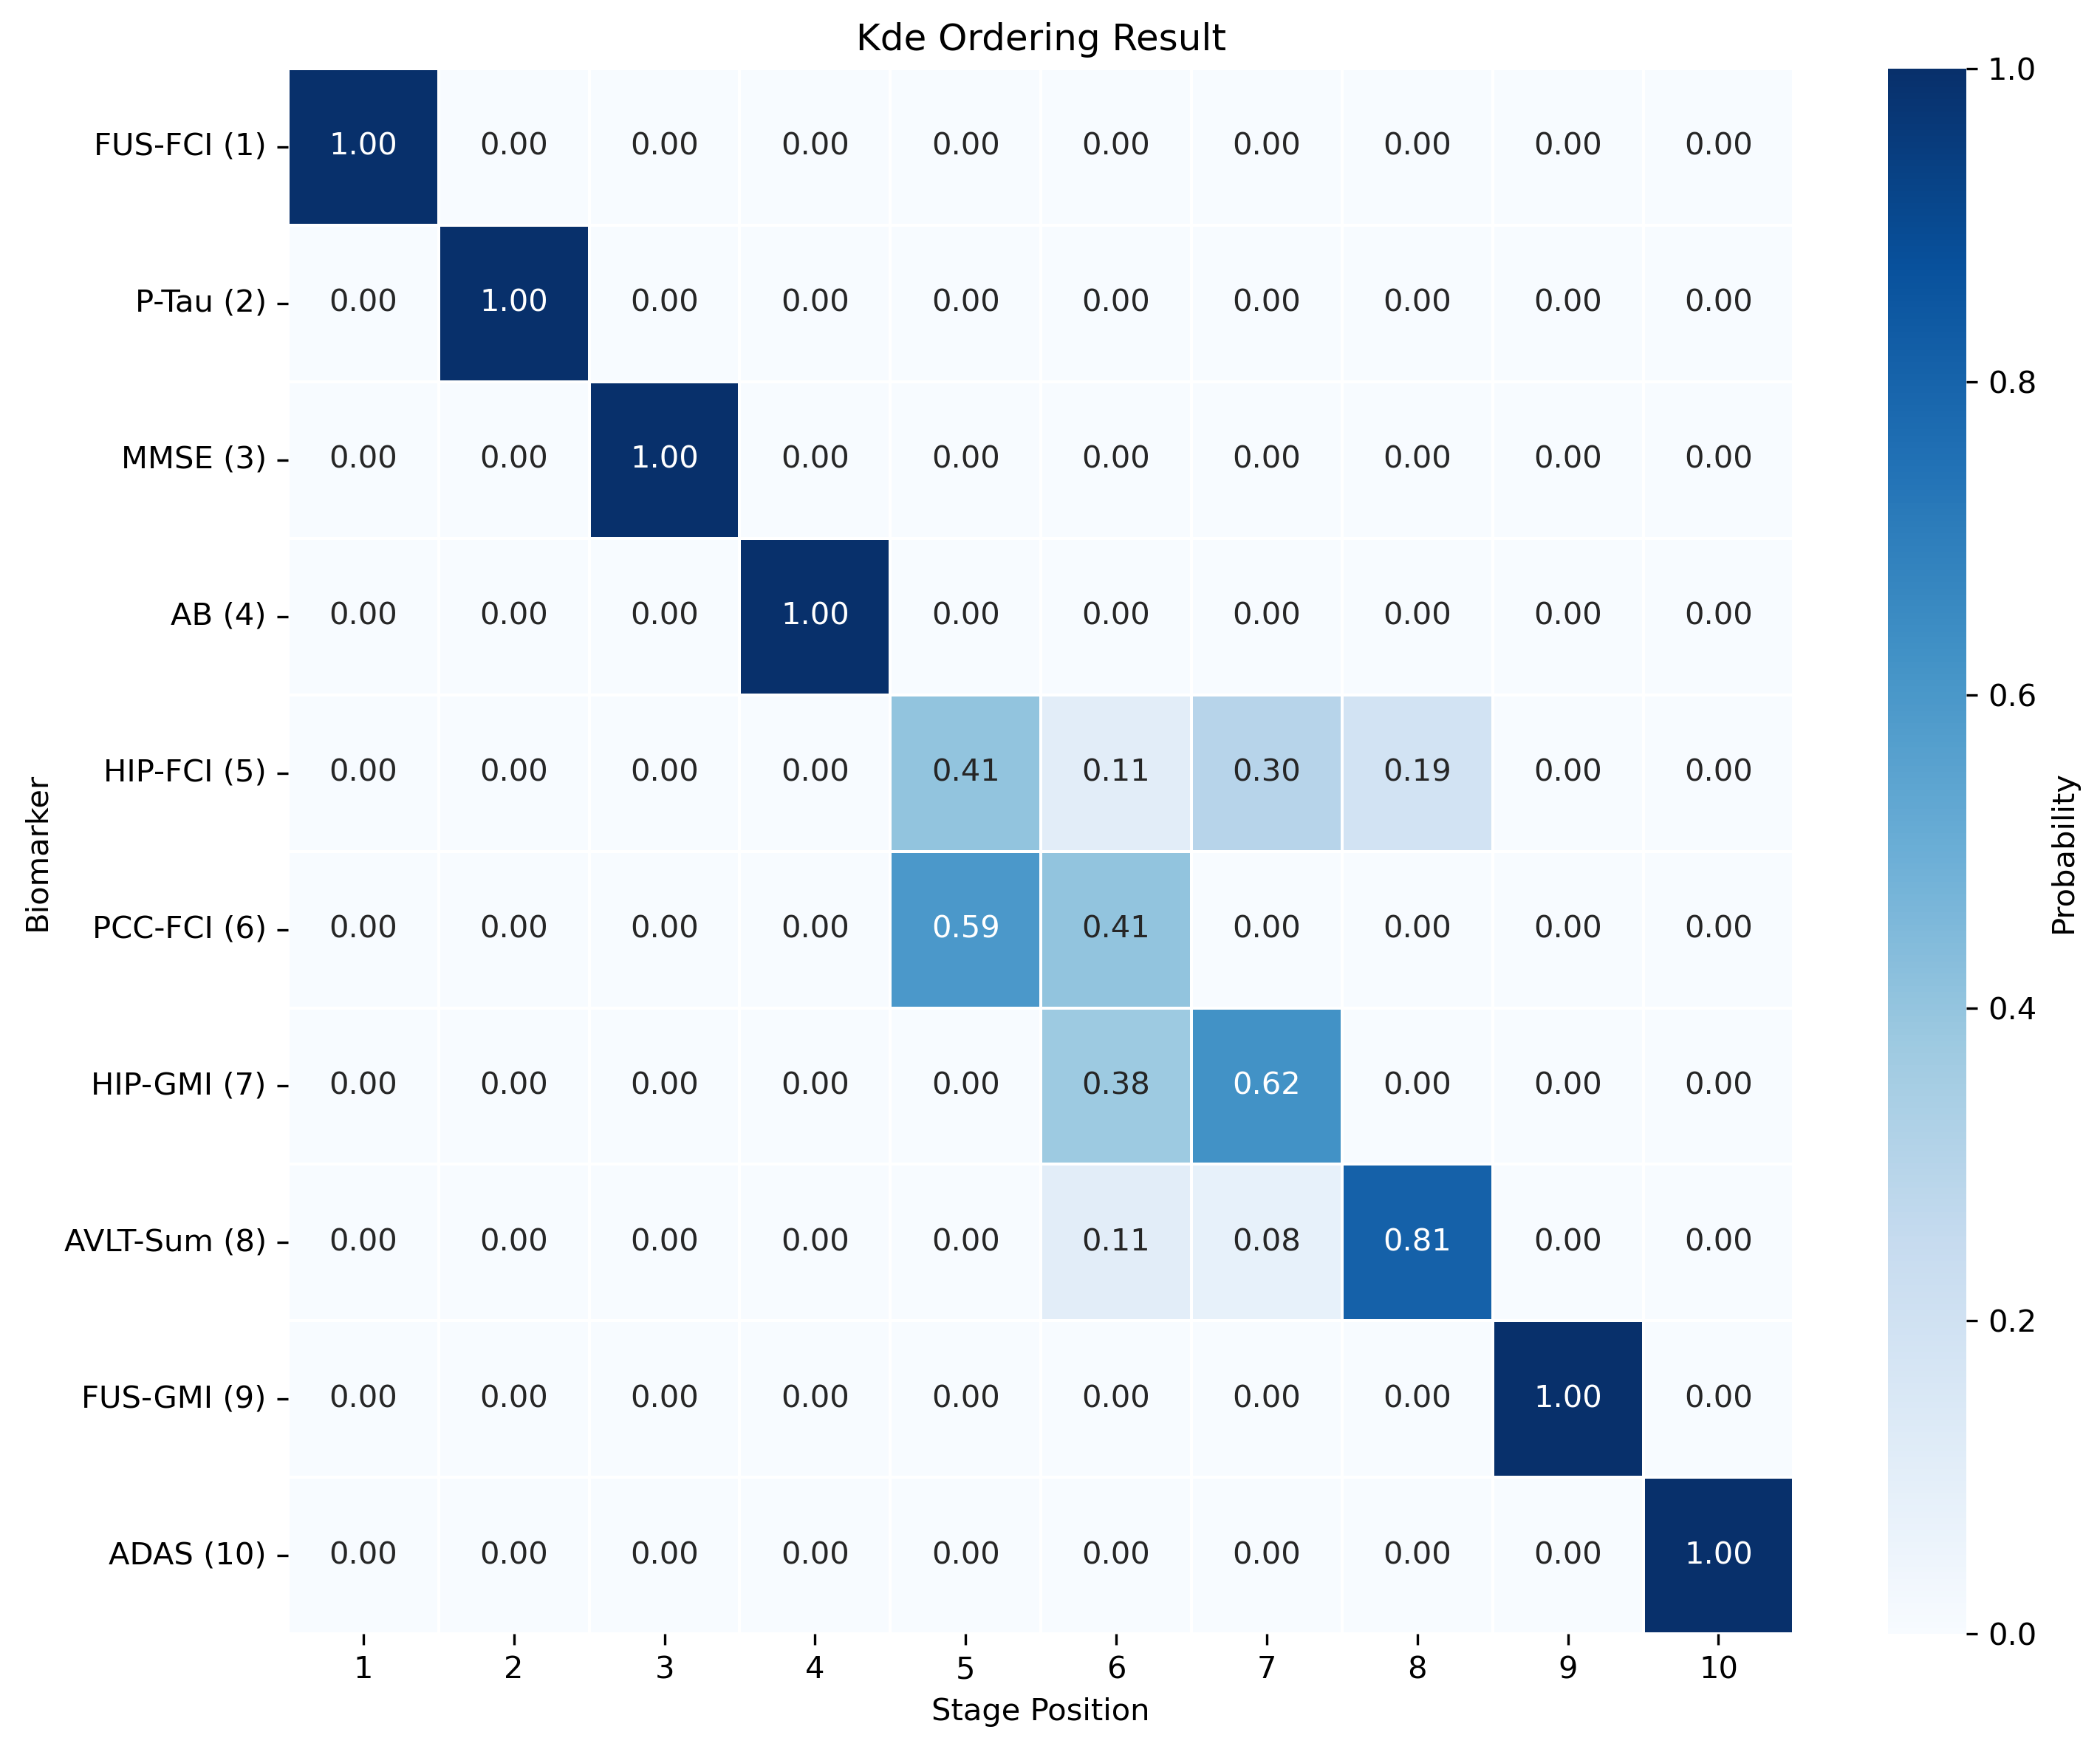 Kde Ordering Result
FUS-FCI (1) 1.00 0.00 0.00 0.00 0.00 0.00 0.00 0.00 0.00 0.00
P-Tau (2) 0.00 1.00 0.00 0.00 0.00 0.00 0.00 0.00 0.00 0.00
MMSE (3) 0.00 0.00 1.00 0.00 0.00 0.00 0.00 0.00 0.00 0.00
AB (4) 0.00 0.00 0.00 1.00 0.00 0.00 0.00 0.00 0.00 0.00
HIP-FCI (5) 0.00 0.00 0.00 0.00 0.41 0.11 0.30 0.19 0.00 0.00
PCC-FCI (6) 0.00 0.00 0.00 0.00 0.59 0.41 0.00 0.00 0.00 0.00
HIP-GMI (7) 0.00 0.00 0.00 0.00 0.00 0.38 0.62 0.00 0.00 0.00
AVLT-Sum (8) 0.00 0.00 0.00 0.00 0.00 0.11 0.08 0.81 0.00 0.00
FUS-GMI (9) 0.00 0.00 0.00 0.00 0.00 0.00 0.00 0.00 1.00 0.00
ADAS (10) 0.00 0.00 0.00 0.00 0.00 0.00 0.00 0.00 0.00 1.00
1 2 3 4 5 6 7 8 9 10
Stage Position
Biomarker
1.0
0.8
0.6
0.4
0.2
0.0
Probability